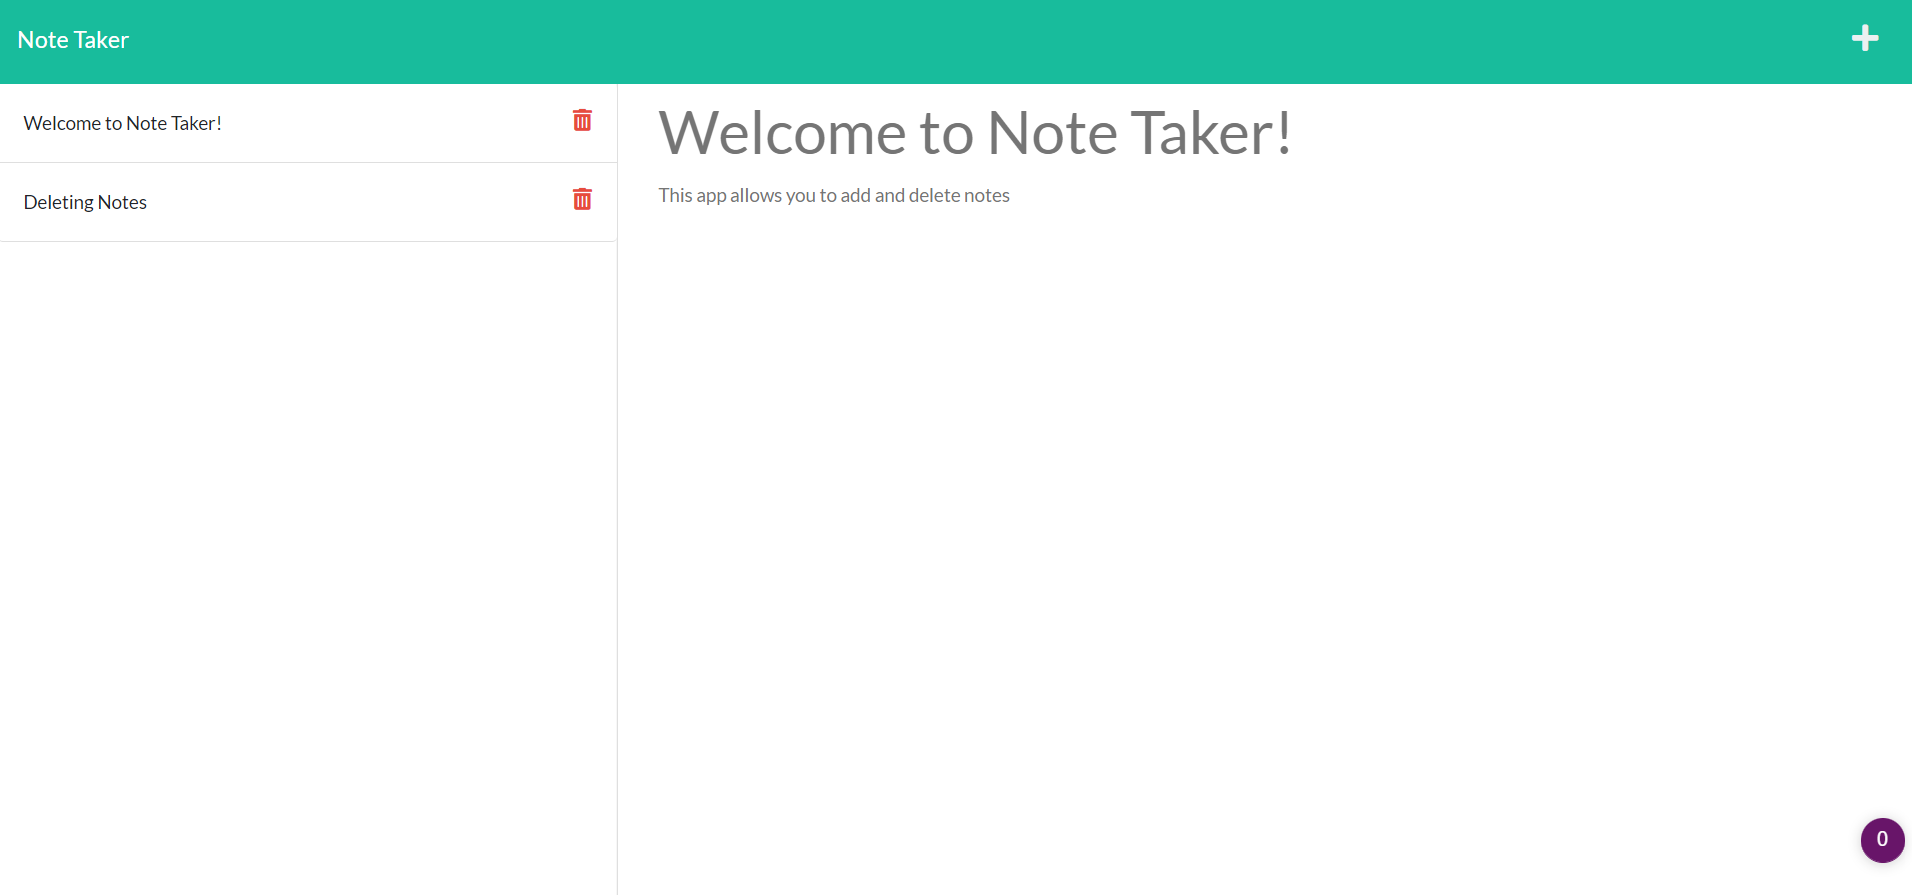 Note Taker
Welcome to Note Taker!
Deleting Notes
Welcome to Note Taker!
This app allows you to add and delete notes
0